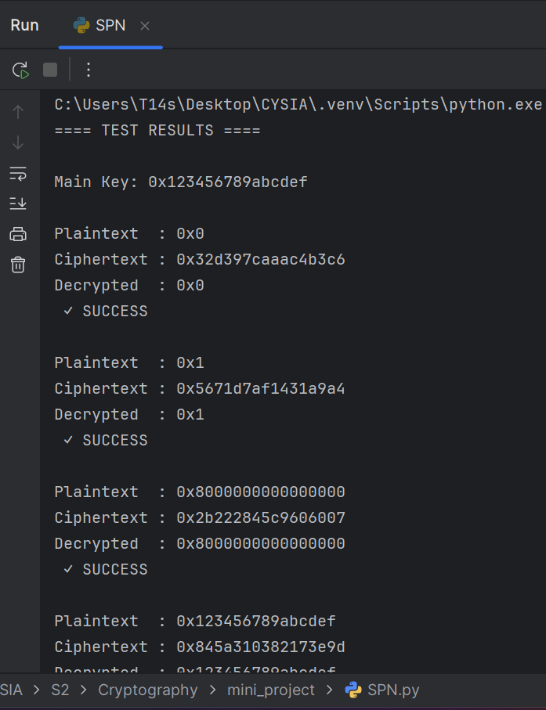 Run SPN
C:\Users\T14s\Desktop\CYSIA\.venv\Scripts\python.exe
==== TEST RESULTS ====
Main Key: 0x123456789abcdef
Plaintext  : 0x0
Ciphertext : 0x32d397caaac4b3c6
Decrypted  : 0x0
✓ SUCCESS
Plaintext  : 0x1
Ciphertext : 0x5671d7af1431a9a4
Decrypted  : 0x1
✓ SUCCESS
Plaintext  : 0x8000000000000000
Ciphertext : 0x2b222845c9606007
Decrypted  : 0x8000000000000000
✓ SUCCESS
Plaintext  : 0x123456789abcdef
Ciphertext : 0x845a310382173e9d
Decrypted  : 0x123456789abcdef
SIA > S2 > Cryptography > mini_project > SPN.py